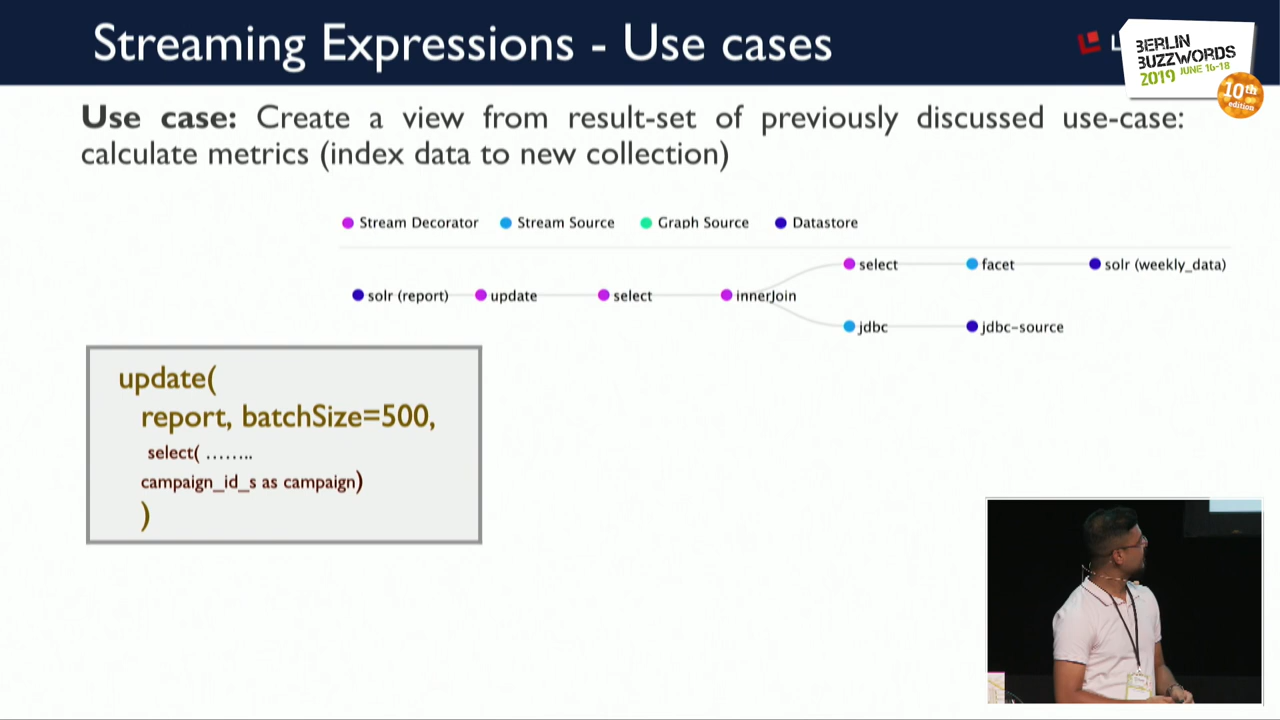 Streaming Expressions - Use cases
L
BERLIN
BUZZWORDS
2019 JUNE 16-18
10th
edition
Use case: Create a view from result-set of previously discussed use-case:
calculate metrics (index data to new collection)
Stream Decorator Stream Source Graph Source Datastore
select facet solr (weekly_data)
solr (report) update select innerJoin
jdbc jdbc-source
update(
report, batchSize=500,
select( ........
campaign_id_s as campaign)
)